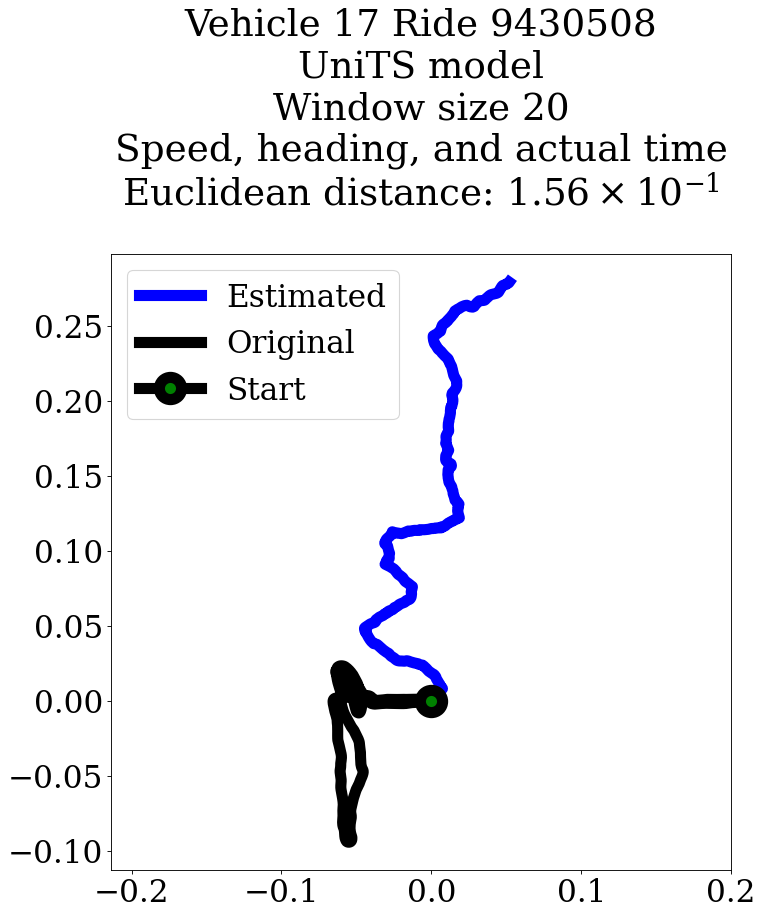 Vehicle 17 Ride 9430508
UniTS model
Window size 20
Speed, heading, and actual time
Euclidean distance: 1.56 × 10⁻¹
Estimated
Original
Start
0.25
0.20
0.15
0.10
0.05
0.00
−0.05
−0.10
−0.2 −0.1 0.0 0.1 0.2